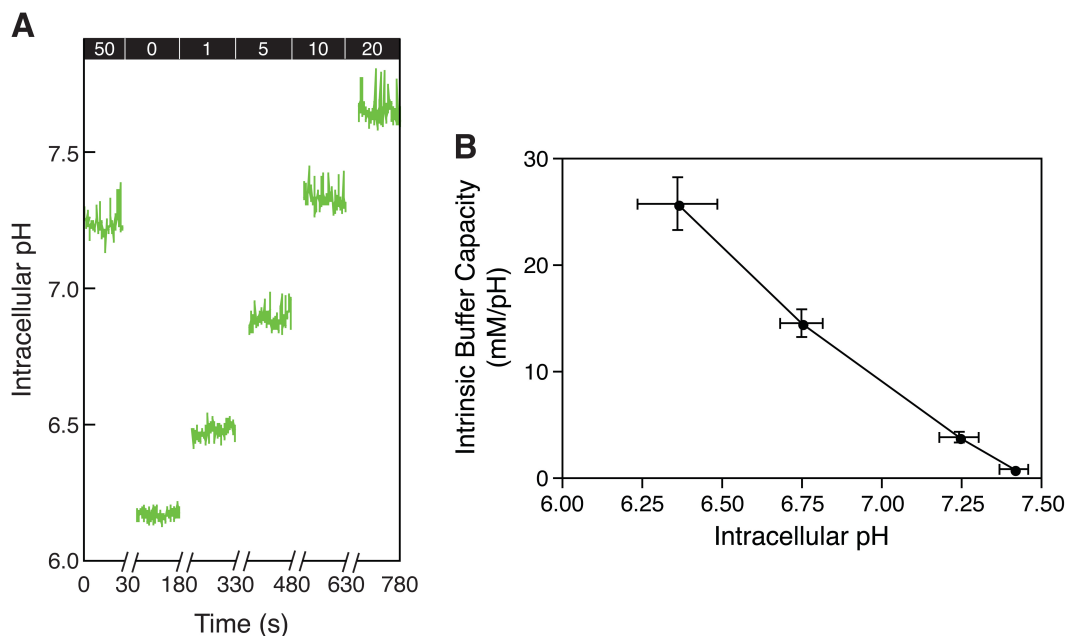 A
50 0 1 5 10 20
7.5
7.0
6.5
6.0
Intracellular pH
0 30 180 330 480 630 780
Time (s)
B
30
20
10
0
Intrinsic Buffer Capacity
(mM/pH)
6.00 6.25 6.50 6.75 7.00 7.25 7.50
Intracellular pH